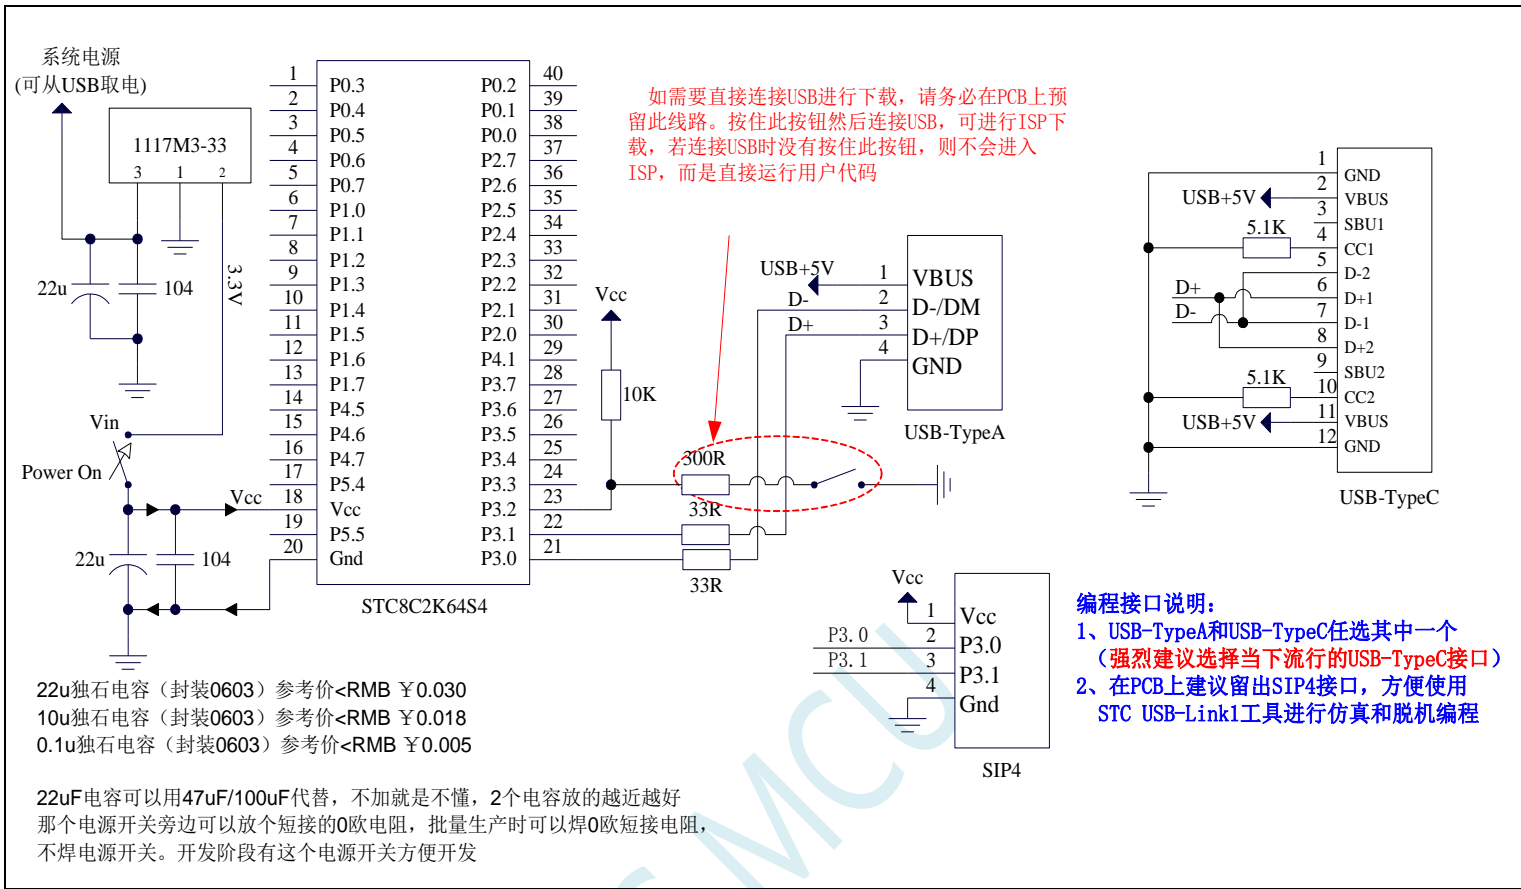 系统电源
(可从USB取电)
1117M3-33
3 1 2
22u
104
3.3V
Vin
Power On
Vcc
22u
104
1 P0.3
2 P0.4
3 P0.5
4 P0.6
5 P0.7
6 P1.0
7 P1.1
8 P1.2
9 P1.3
10 P1.4
11 P1.5
12 P1.6
13 P1.7
14 P4.5
15 P4.6
16 P4.7
17 P5.4
18 Vcc
19 P5.5
20 Gnd
P0.2 40
P0.1 39
P0.0 38
P2.7 37
P2.6 36
P2.5 35
P2.4 34
P2.3 33
P2.2 32
P2.1 31
P2.0 30
P4.1 29
P3.7 28
P3.6 27
P3.5 26
P3.4 25
P3.3 24
P3.2 23
P3.1 22
P3.0 21
STC8C2K64S4
如需要直接连接USB进行下载，请务必在PCB上预
留此线路。按住此按钮然后连接USB，可进行ISP下
载，若连接USB时没有按住此按钮，则不会进入
ISP，而是直接运行用户代码
Vcc
10K
300R
33R
33R
USB+5V
D-
D+
1 VBUS
2 D-/DM
3 D+/DP
4 GND
USB-TypeA
USB+5V
5.1K
D+
D-
5.1K
USB+5V
1 GND
2 VBUS
3 SBU1
4 CC1
5 D-2
6 D+1
7 D-1
8 D+2
9 SBU2
10 CC2
11 VBUS
12 GND
USB-TypeC
Vcc
P3.0
P3.1
1 Vcc
2 P3.0
3 P3.1
4 Gnd
SIP4
编程接口说明：
1、USB-TypeA和USB-TypeC任选其中一个
（强烈建议选择当下流行的USB-TypeC接口）
2、在PCB上建议留出SIP4接口，方便使用
STC USB-Link1工具进行仿真和脱机编程
22u独石电容（封装0603）参考价<RMB ￥0.030
10u独石电容（封装0603）参考价<RMB ￥0.018
0.1u独石电容（封装0603）参考价<RMB ￥0.005
22uF电容可以用47uF/100uF代替，不加就是不懂，2个电容放的越近越好
那个电源开关旁边可以放个短接的0欧电阻，批量生产时可以焊0欧短接电阻，
不焊电源开关。开发阶段有这个电源开关方便开发
MCU